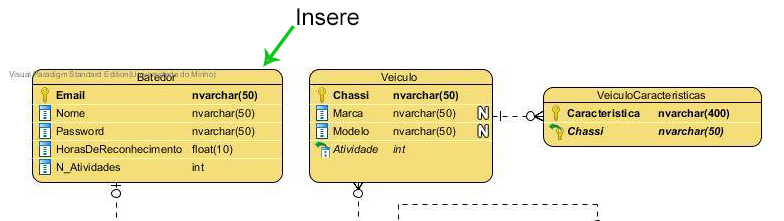 Insere
Visual Paradigm Standard Edition(Universidade do Minho)
Batedor
Email nvarchar(50)
Nome nvarchar(50)
Password nvarchar(50)
HorasDeReconhecimento float(10)
N_Atividades int
Veiculo
Chassi nvarchar(50)
Marca nvarchar(50) N
Modelo nvarchar(50) N
Atividade int
VeiculoCaracteristicas
Caracteristica nvarchar(400)
Chassi nvarchar(50)